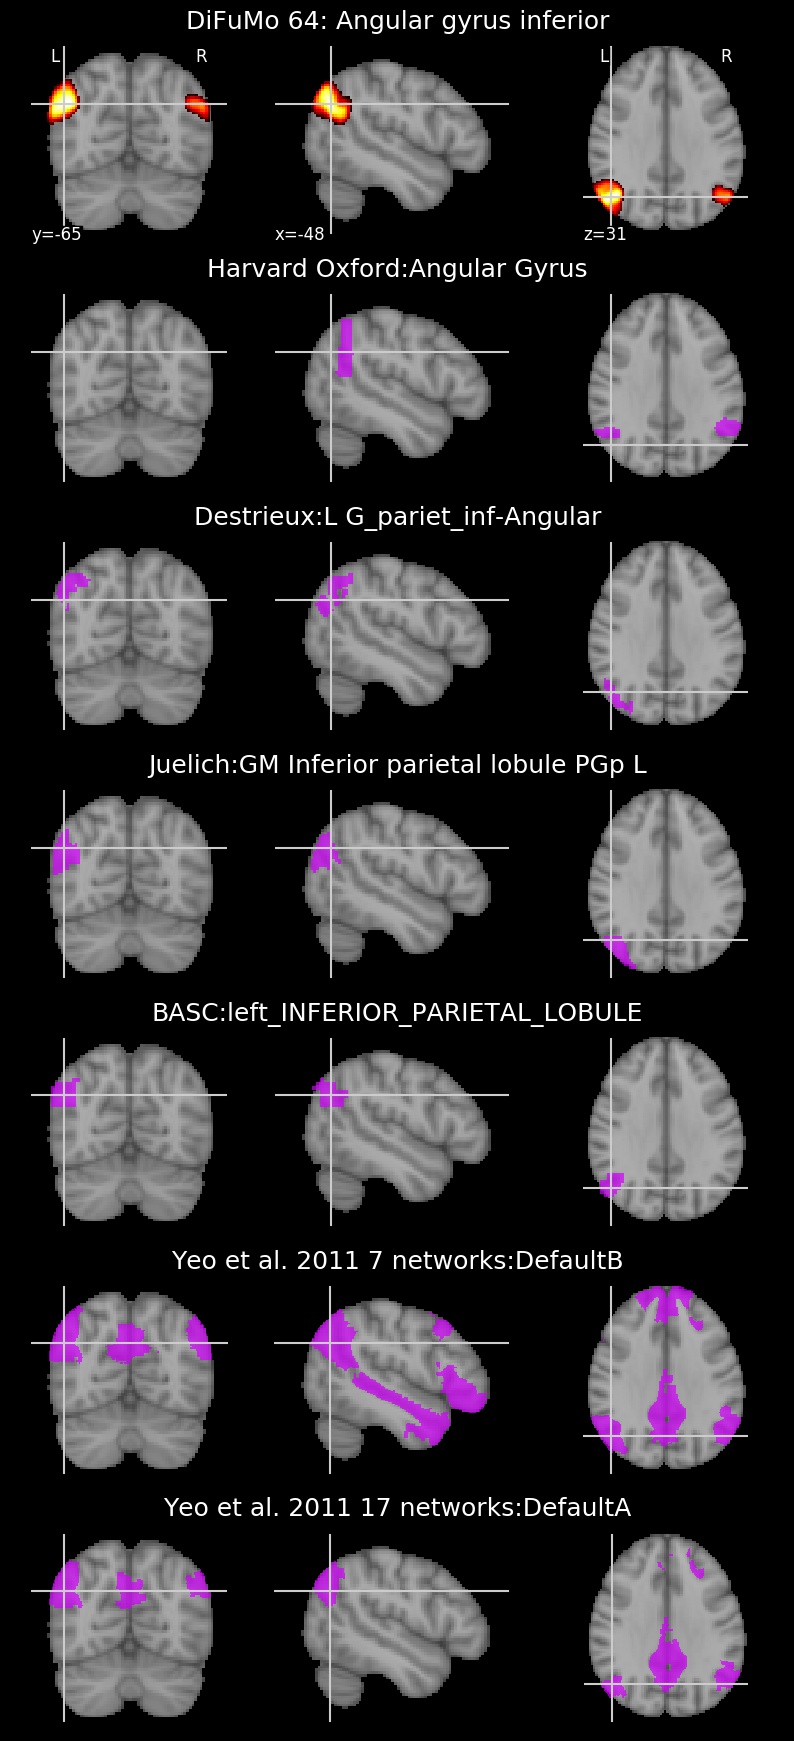 DiFuMo 64: Angular gyrus inferior
L R L R
y=-65 x=-48 z=31
Harvard Oxford:Angular Gyrus
Destrieux:L G_pariet_inf-Angular
Juelich:GM Inferior parietal lobule PGp L
BASC:left_INFERIOR_PARIETAL_LOBULE
Yeo et al. 2011 7 networks:DefaultB
Yeo et al. 2011 17 networks:DefaultA